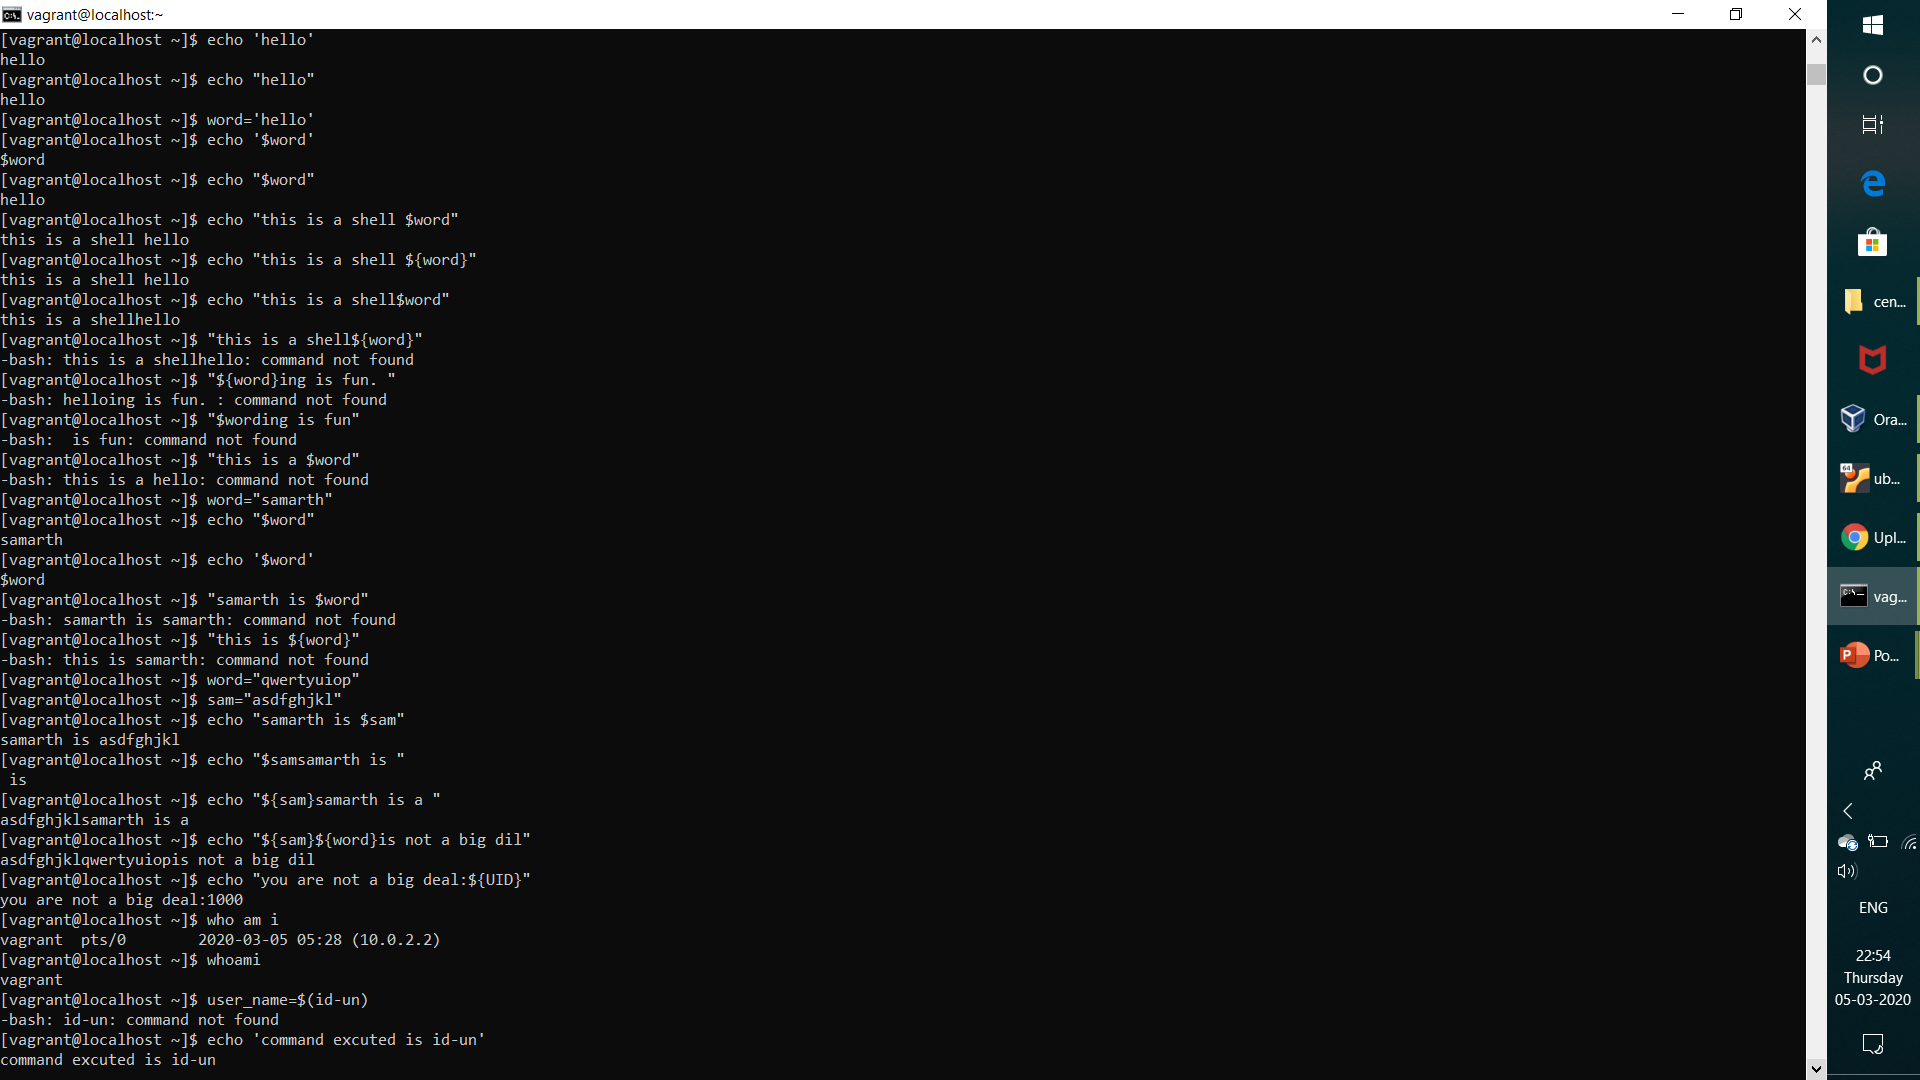 vagrant@localhost:~
[vagrant@localhost ~]$ echo 'hello'
hello
[vagrant@localhost ~]$ echo "hello"
hello
[vagrant@localhost ~]$ word='hello'
[vagrant@localhost ~]$ echo '$word'
$word
[vagrant@localhost ~]$ echo "$word"
hello
[vagrant@localhost ~]$ echo "this is a shell $word"
this is a shell hello
[vagrant@localhost ~]$ echo "this is a shell ${word}"
this is a shell hello
[vagrant@localhost ~]$ echo "this is a shell$word"
this is a shellhello
[vagrant@localhost ~]$ "this is a shell${word}"
-bash: this is a shellhello: command not found
[vagrant@localhost ~]$ "${word}ing is fun. "
-bash: helloing is fun. : command not found
[vagrant@localhost ~]$ "$wording is fun"
-bash:  is fun: command not found
[vagrant@localhost ~]$ "this is a $word"
-bash: this is a hello: command not found
[vagrant@localhost ~]$ word="samarth"
[vagrant@localhost ~]$ echo "$word"
samarth
[vagrant@localhost ~]$ echo '$word'
$word
[vagrant@localhost ~]$ "samarth is $word"
-bash: samarth is samarth: command not found
[vagrant@localhost ~]$ "this is ${word}"
-bash: this is samarth: command not found
[vagrant@localhost ~]$ word="qwertyuiop"
[vagrant@localhost ~]$ sam="asdfghjkl"
[vagrant@localhost ~]$ echo "samarth is $sam"
samarth is asdfghjkl
[vagrant@localhost ~]$ echo "$samsamarth is "
 is
[vagrant@localhost ~]$ echo "${sam}samarth is a "
asdfghjklsamarth is a
[vagrant@localhost ~]$ echo "${sam}${word}is not a big dil"
asdfghjklqwertyuiopis not a big dil
[vagrant@localhost ~]$ echo "you are not a big deal:${UID}"
you are not a big deal:1000
[vagrant@localhost ~]$ who am i
vagrant  pts/0        2020-03-05 05:28 (10.0.2.2)
[vagrant@localhost ~]$ whoami
vagrant
[vagrant@localhost ~]$ user_name=$(id-un)
-bash: id-un: command not found
[vagrant@localhost ~]$ echo 'command excuted is id-un'
command excuted is id-un
cen...
Ora...
64
ub...
Upl...
C:\
vag...
P
Po...
ENG
22:54
Thursday
05-03-2020